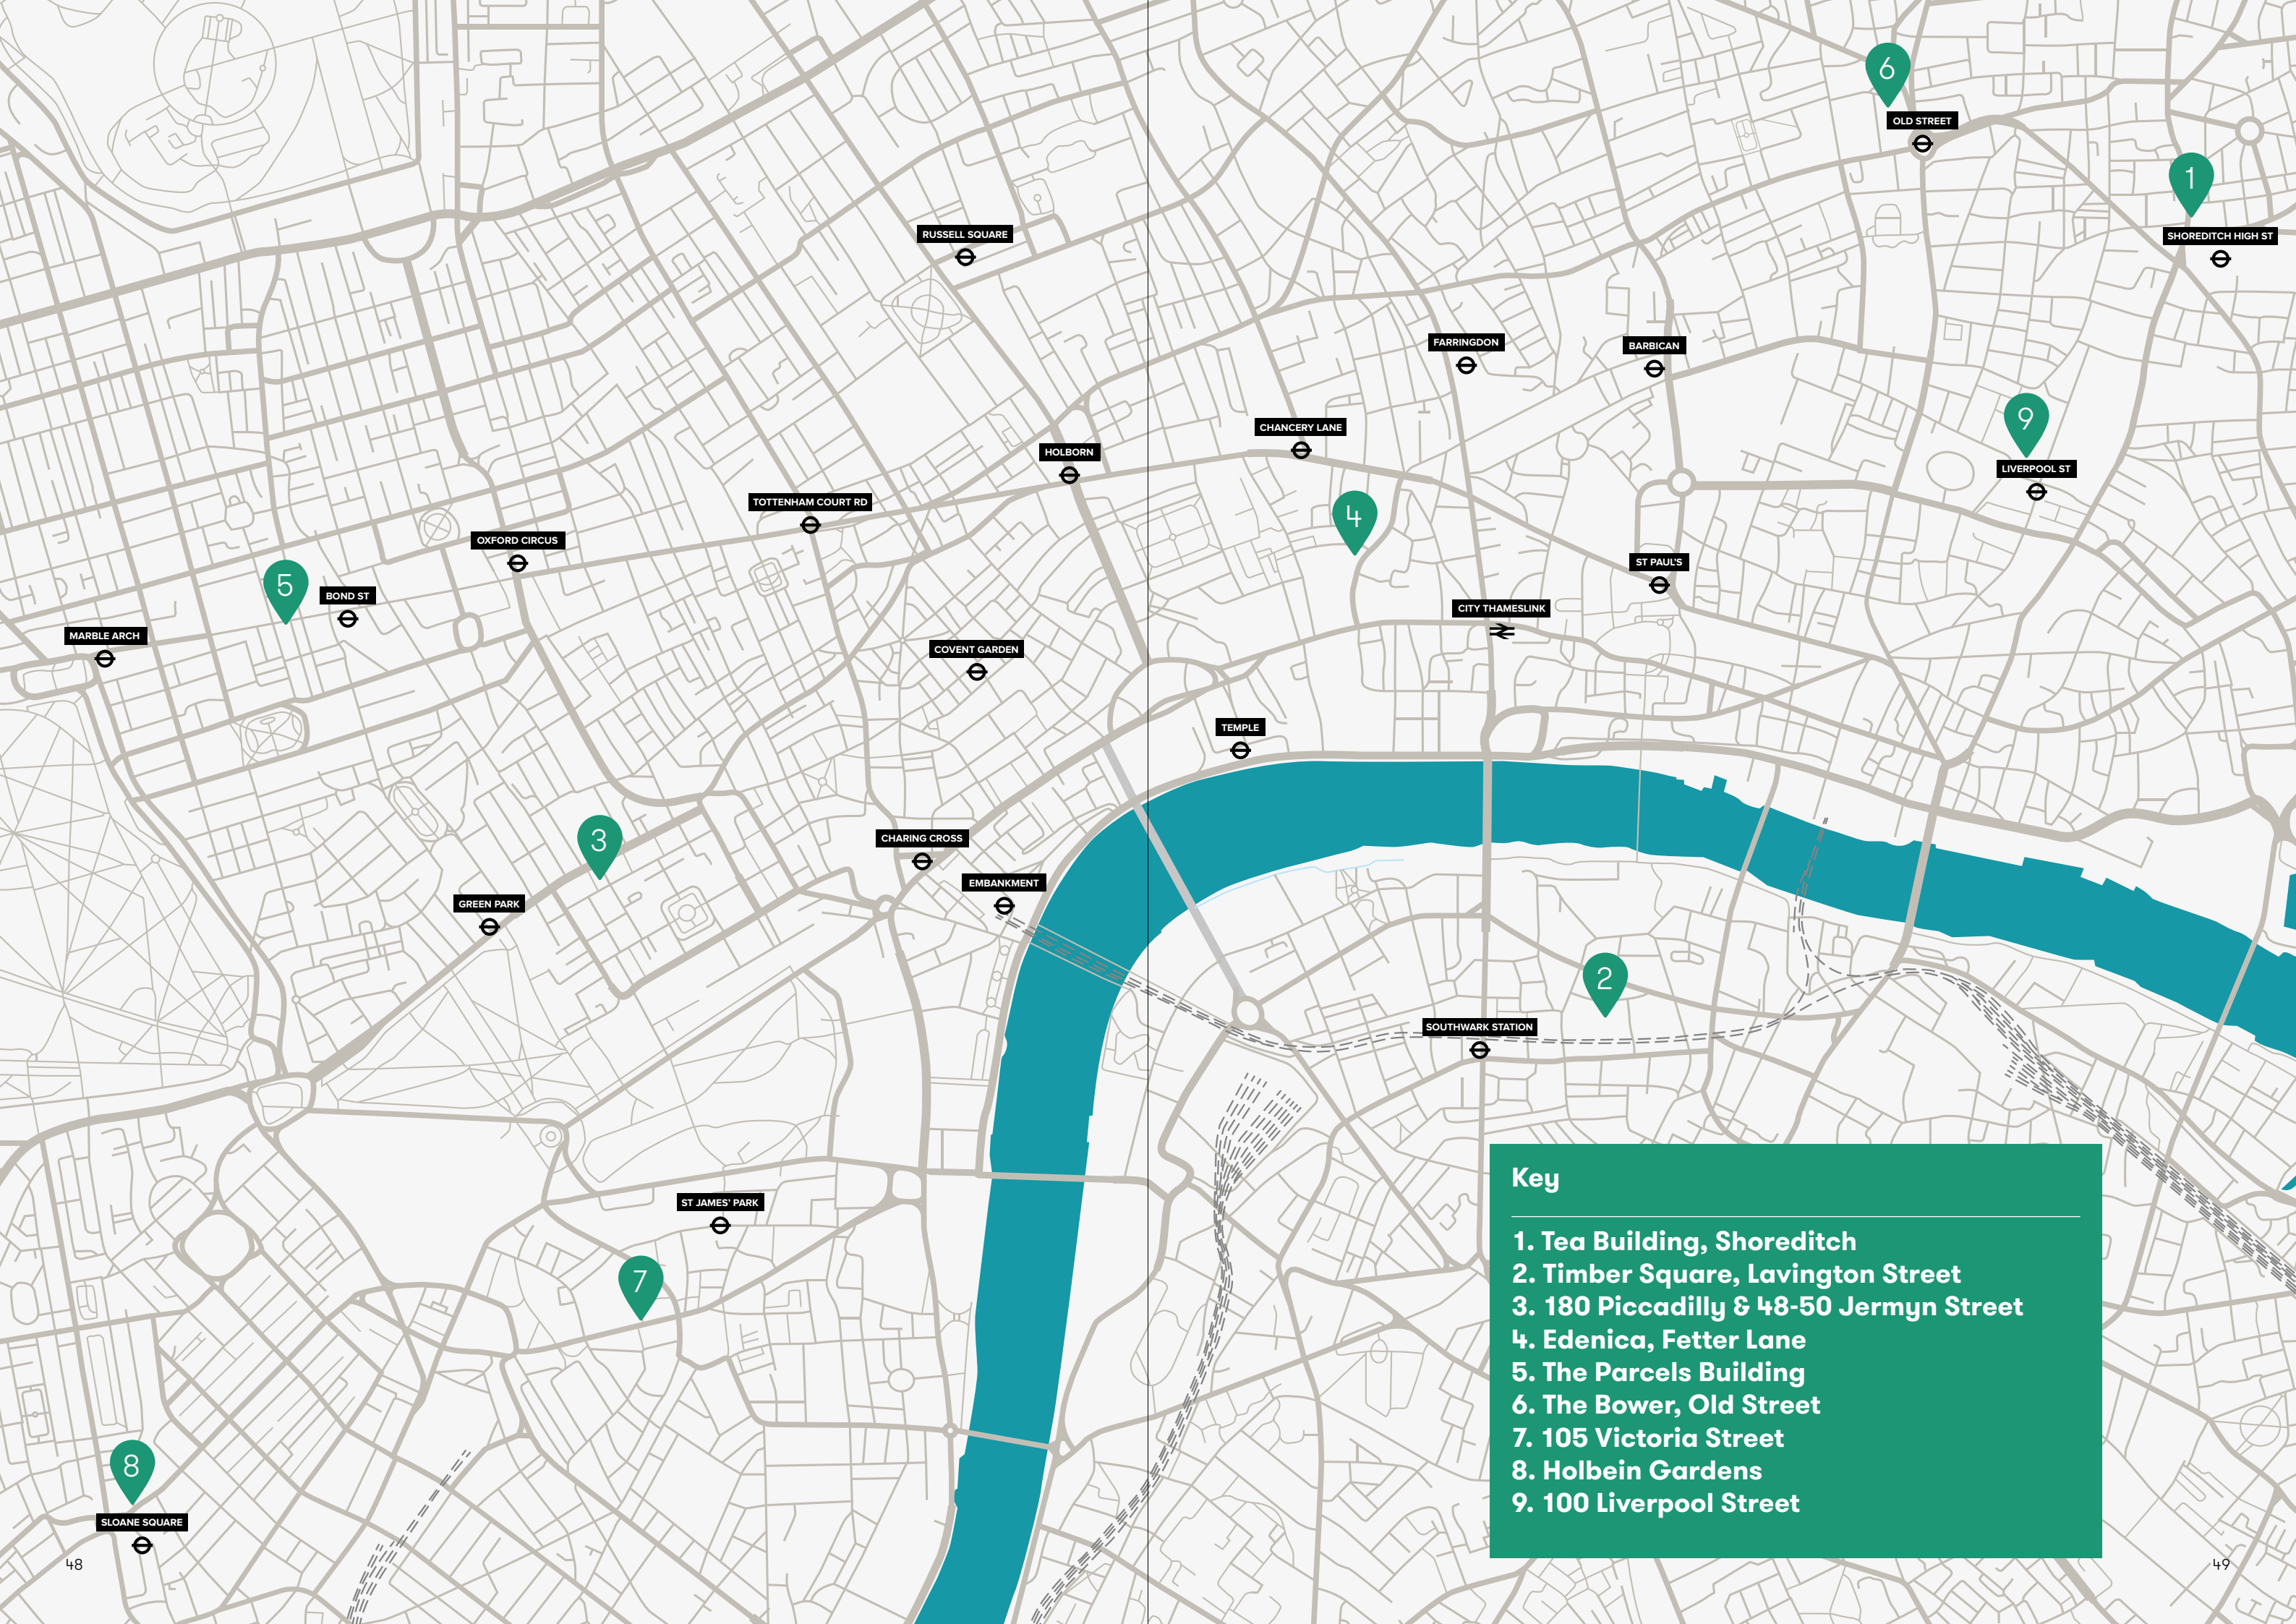 6
OLD STREET
1
SHOREDITCH HIGH ST
RUSSELL SQUARE
FARRINGDON
BARBICAN
9
LIVERPOOL ST
CHANCERY LANE
HOLBORN
TOTTENHAM COURT RD
4
OXFORD CIRCUS
ST PAUL'S
5
BOND ST
CITY THAMESLINK
MARBLE ARCH
COVENT GARDEN
TEMPLE
3
CHARING CROSS
EMBANKMENT
GREEN PARK
2
SOUTHWARK STATION
ST JAMES' PARK
7
8
SLOANE SQUARE
Key
1. Tea Building, Shoreditch
2. Timber Square, Lavington Street
3. 180 Piccadilly & 48-50 Jermyn Street
4. Edenica, Fetter Lane
5. The Parcels Building
6. The Bower, Old Street
7. 105 Victoria Street
8. Holbein Gardens
9. 100 Liverpool Street
48
49